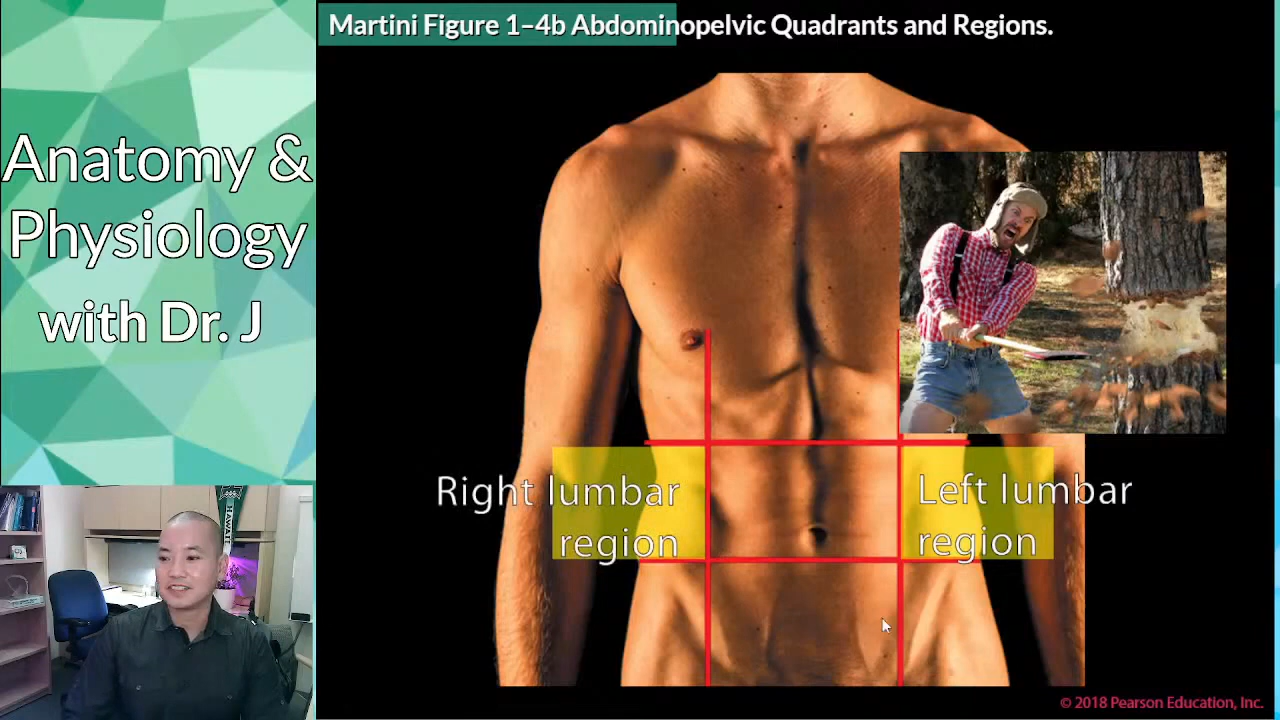 Martini Figure 1–4b Abdominopelvic Quadrants and Regions.
Anatomy &
Physiology
with Dr. J
Right lumbar
region
Left lumbar
region
HAWAII
© 2018 Pearson Education, Inc.